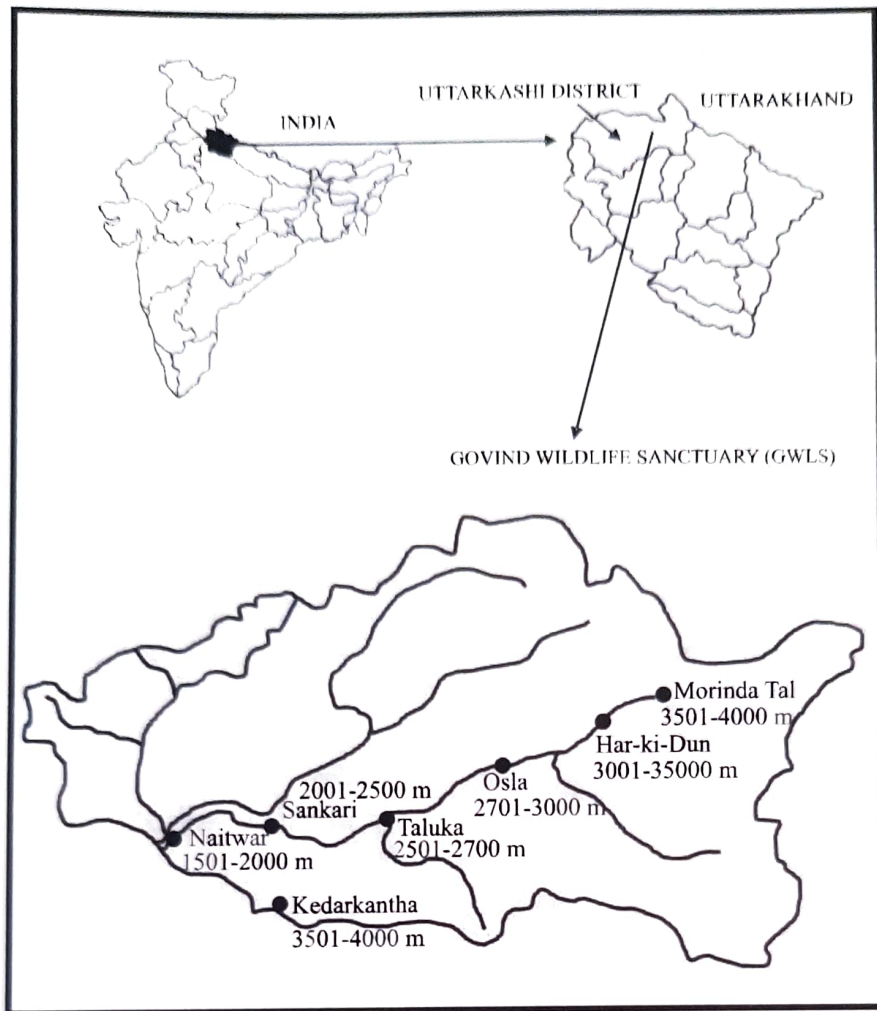 UTTARKASHI DISTRICT
UTTARAKHAND
INDIA
GOVIND WILDLIFE SANCTUARY (GWLS)
Morinda Tal
3501-4000 m
Har-ki-Dun
3001-35000 m
Osla
2701-3000 m
2001-2500 m
Sankari
Taluka
2501-2700 m
Naitwar
1501-2000 m
Kedarkantha
3501-4000 m